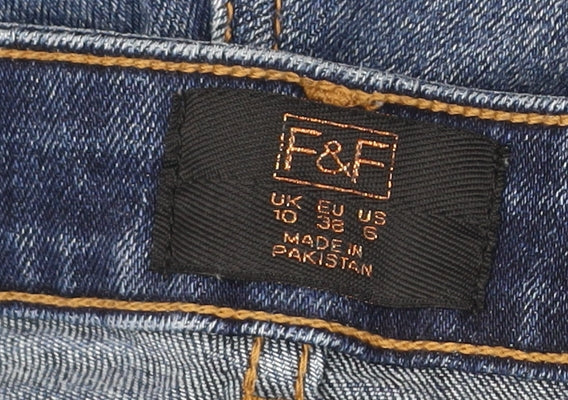 F&F
UK EU US
10 38 6
MADE IN
PAKISTAN